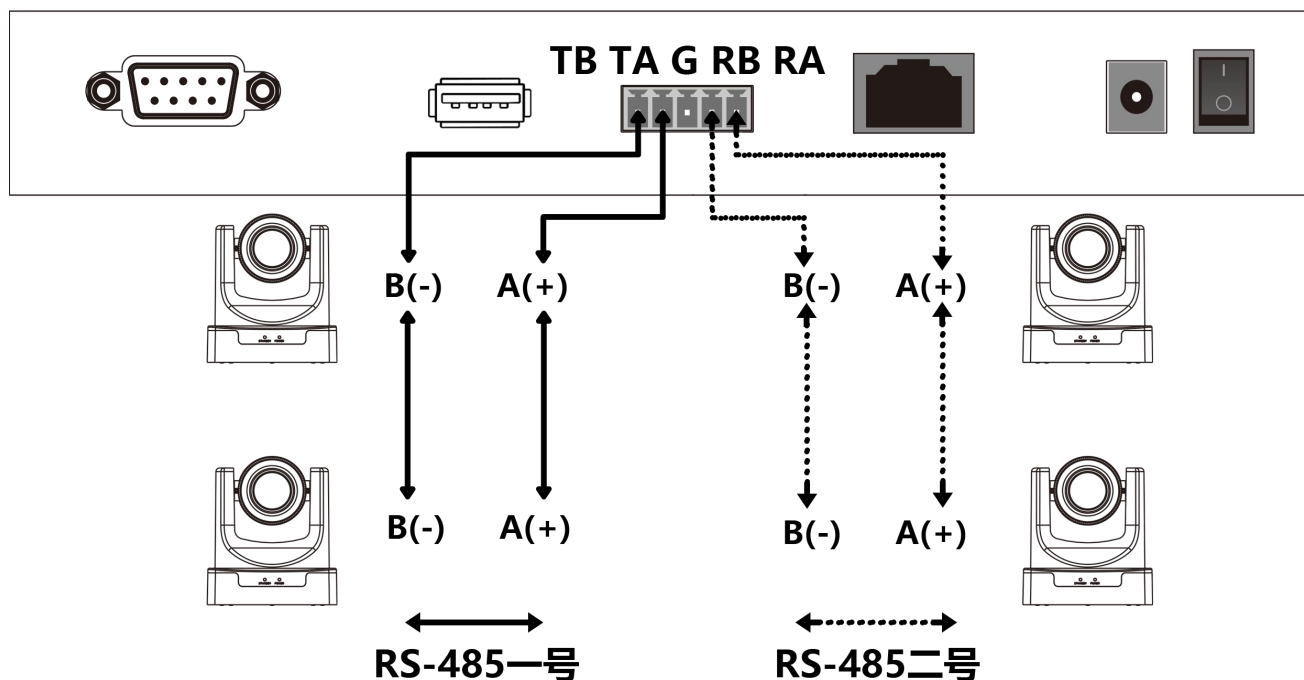 TB TA G RB RA
B(-) A(+) B(-) A(+)
B(-) A(+) B(-) A(+)
RS-485一号 RS-485二号